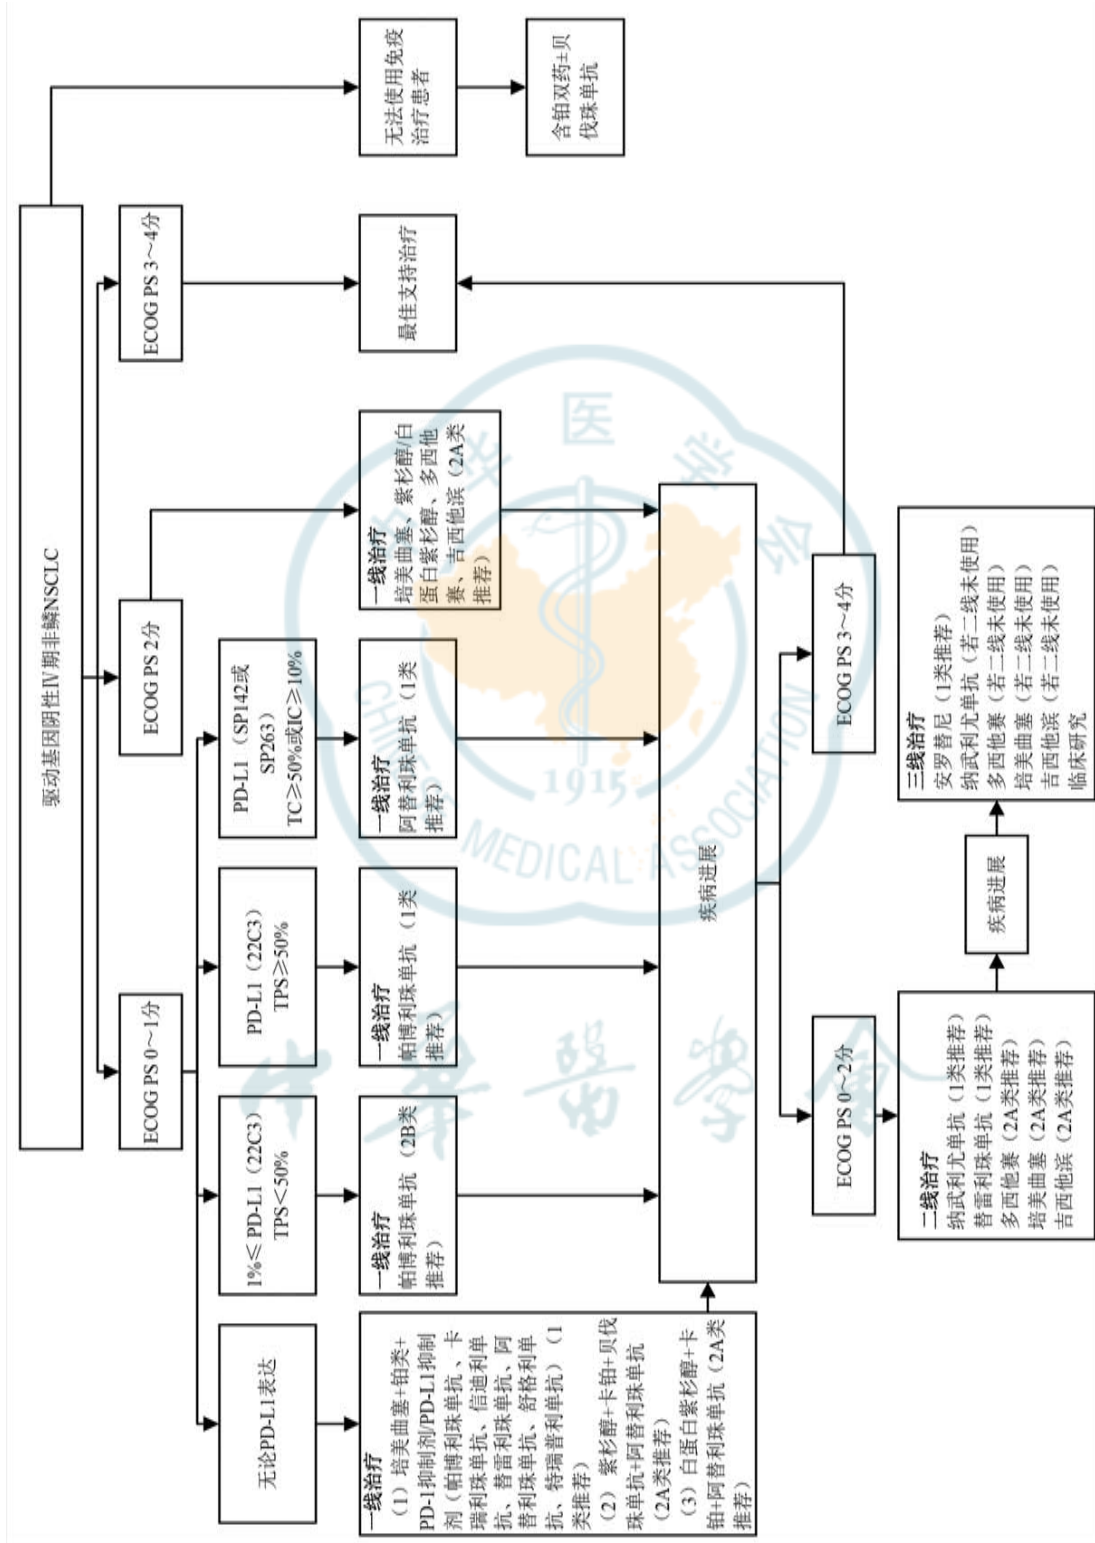 驱动基因阴性Ⅳ期非鳞NSCLC
ECOG PS 0～1分
ECOG PS 2分
ECOG PS 3～4分
无法使用免疫
治疗患者
含铂双药±贝
伐珠单抗
无论PD-L1表达
1%≤PD-L1（22C3）
TPS＜50%
PD-L1（22C3）
TPS≥50%
PD-L1（SP142或
SP263）
TC≥50%或IC≥10%
一线治疗
（1）培美曲塞+铂类+
PD-1抑制剂/PD-L1抑制
剂（帕博利珠单抗、卡
瑞利珠单抗、信迪利单
抗、替雷利珠单抗、阿
替利珠单抗、舒格利单
抗、特瑞普利单抗）（1
类推荐）
（2）紫杉醇+卡铂+贝伐
珠单抗+阿替利珠单抗
（2A类推荐）
（3）白蛋白紫杉醇+卡
铂+阿替利珠单抗（2A类
推荐）
一线治疗
帕博利珠单抗（2B类
推荐）
一线治疗
帕博利珠单抗（1类
推荐）
一线治疗
阿替利珠单抗（1类
推荐）
一线治疗
培美曲塞、紫杉醇/白
蛋白紫杉醇、多西他
赛、吉西他滨（2A类
推荐）
最佳支持治疗
疾病进展
ECOG PS 0～2分
ECOG PS 3～4分
二线治疗
纳武利尤单抗（1类推荐）
替雷利珠单抗（1类推荐）
多西他赛（2A类推荐）
培美曲塞（2A类推荐）
吉西他滨（2A类推荐）
疾病进展
三线治疗
安罗替尼（1类推荐）
纳武利尤单抗（若二线未使用）
多西他赛（若二线未使用）
培美曲塞（若二线未使用）
吉西他滨（若二线未使用）
临床研究
中华医学会
1915
CHINESE MEDICAL ASSOCIATION
中華醫學會